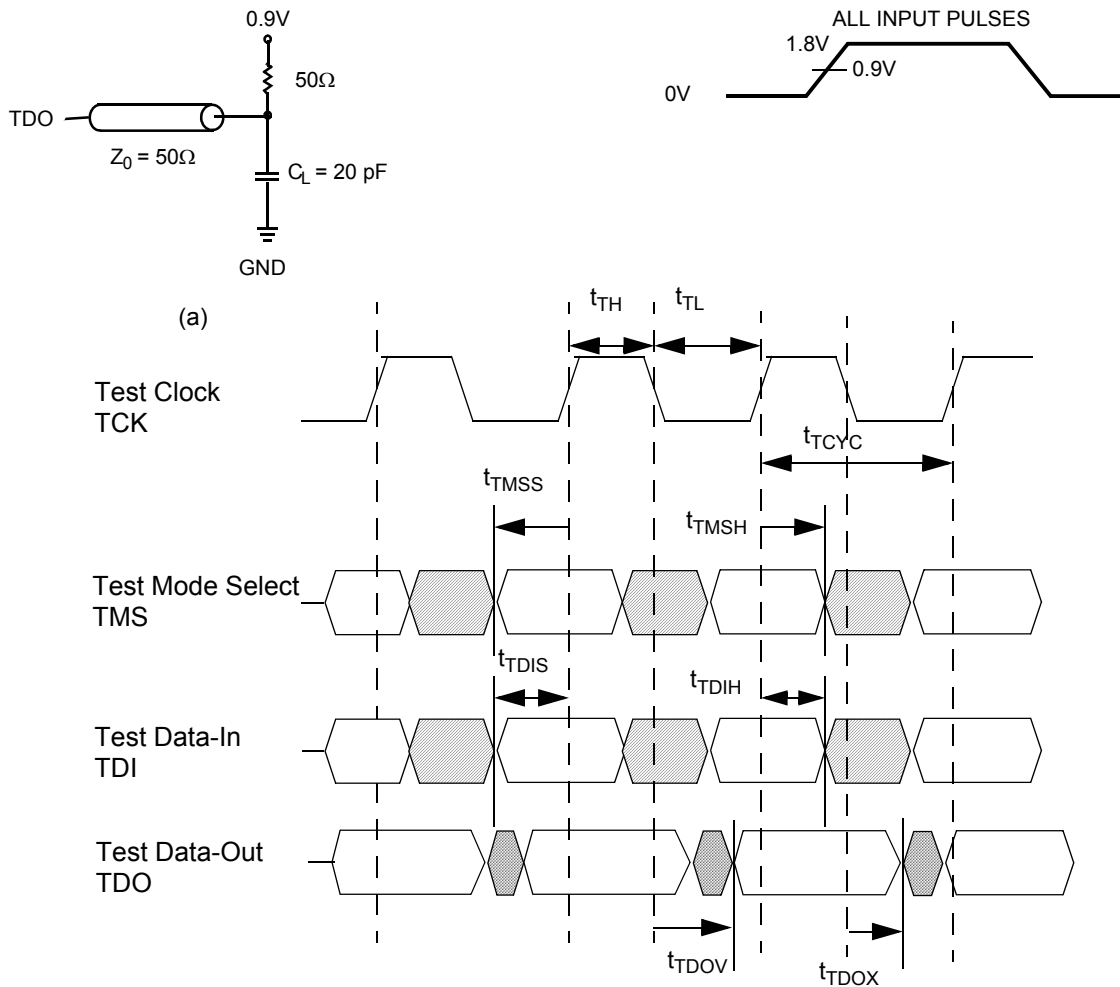 0.9V
50Ω
TDO
Z0 = 50Ω
CL = 20 pF
GND
(a)
ALL INPUT PULSES
1.8V
0.9V
0V
tTH
tTL
Test Clock
TCK
tTCYC
tTMSS
tTMSH
Test Mode Select
TMS
tTDIS
tTDIH
Test Data-In
TDI
Test Data-Out
TDO
tTDOV
tTDOX